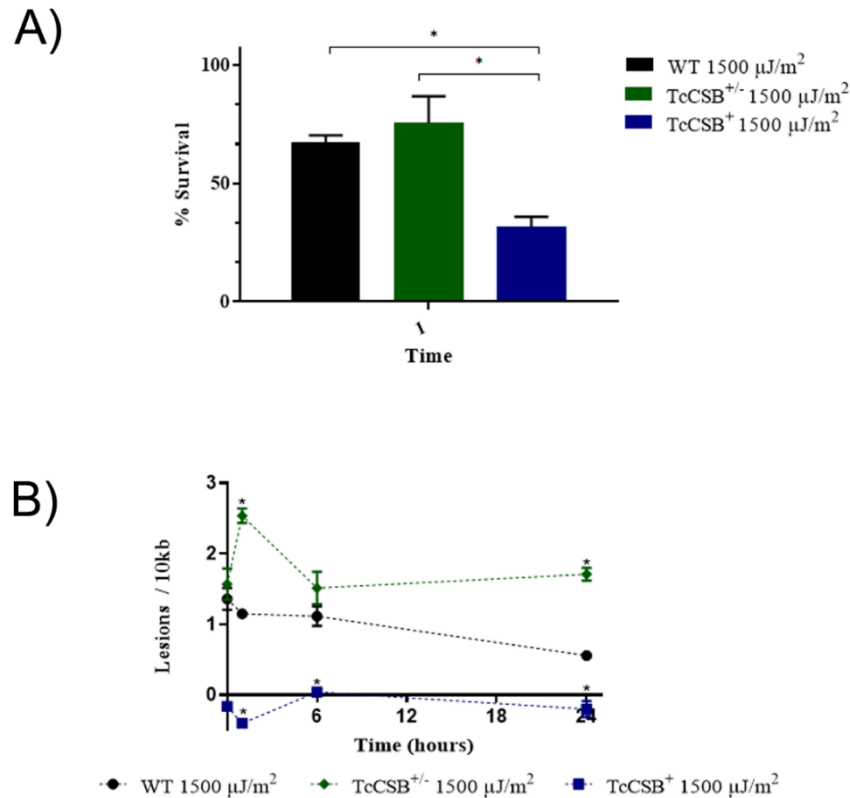 A)
* *
100
50
0
% Survival
1
Time
WT 1500 µJ/m²
TcCSB⁺/⁻ 1500 µJ/m²
TcCSB⁺ 1500 µJ/m²
B)
3
2
1
0
Lesions / 10kb
* * * * *
6 12 18 24
Time (hours)
WT 1500 µJ/m² TcCSB⁺/⁻ 1500 µJ/m² TcCSB⁺ 1500 µJ/m²